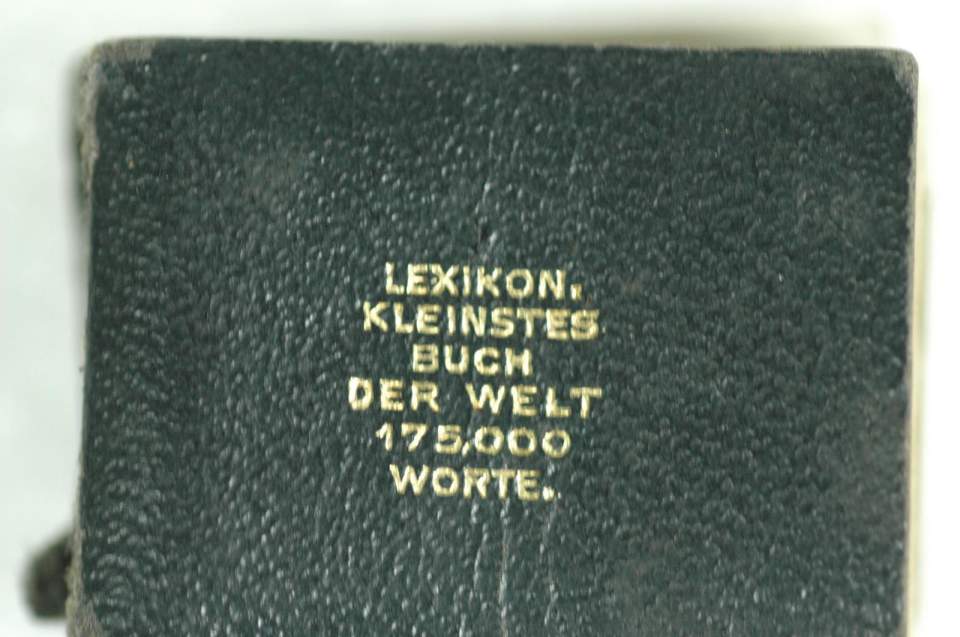 LEXIKON.
KLEINSTES
BUCH
DER WELT
175,000
WORTE.